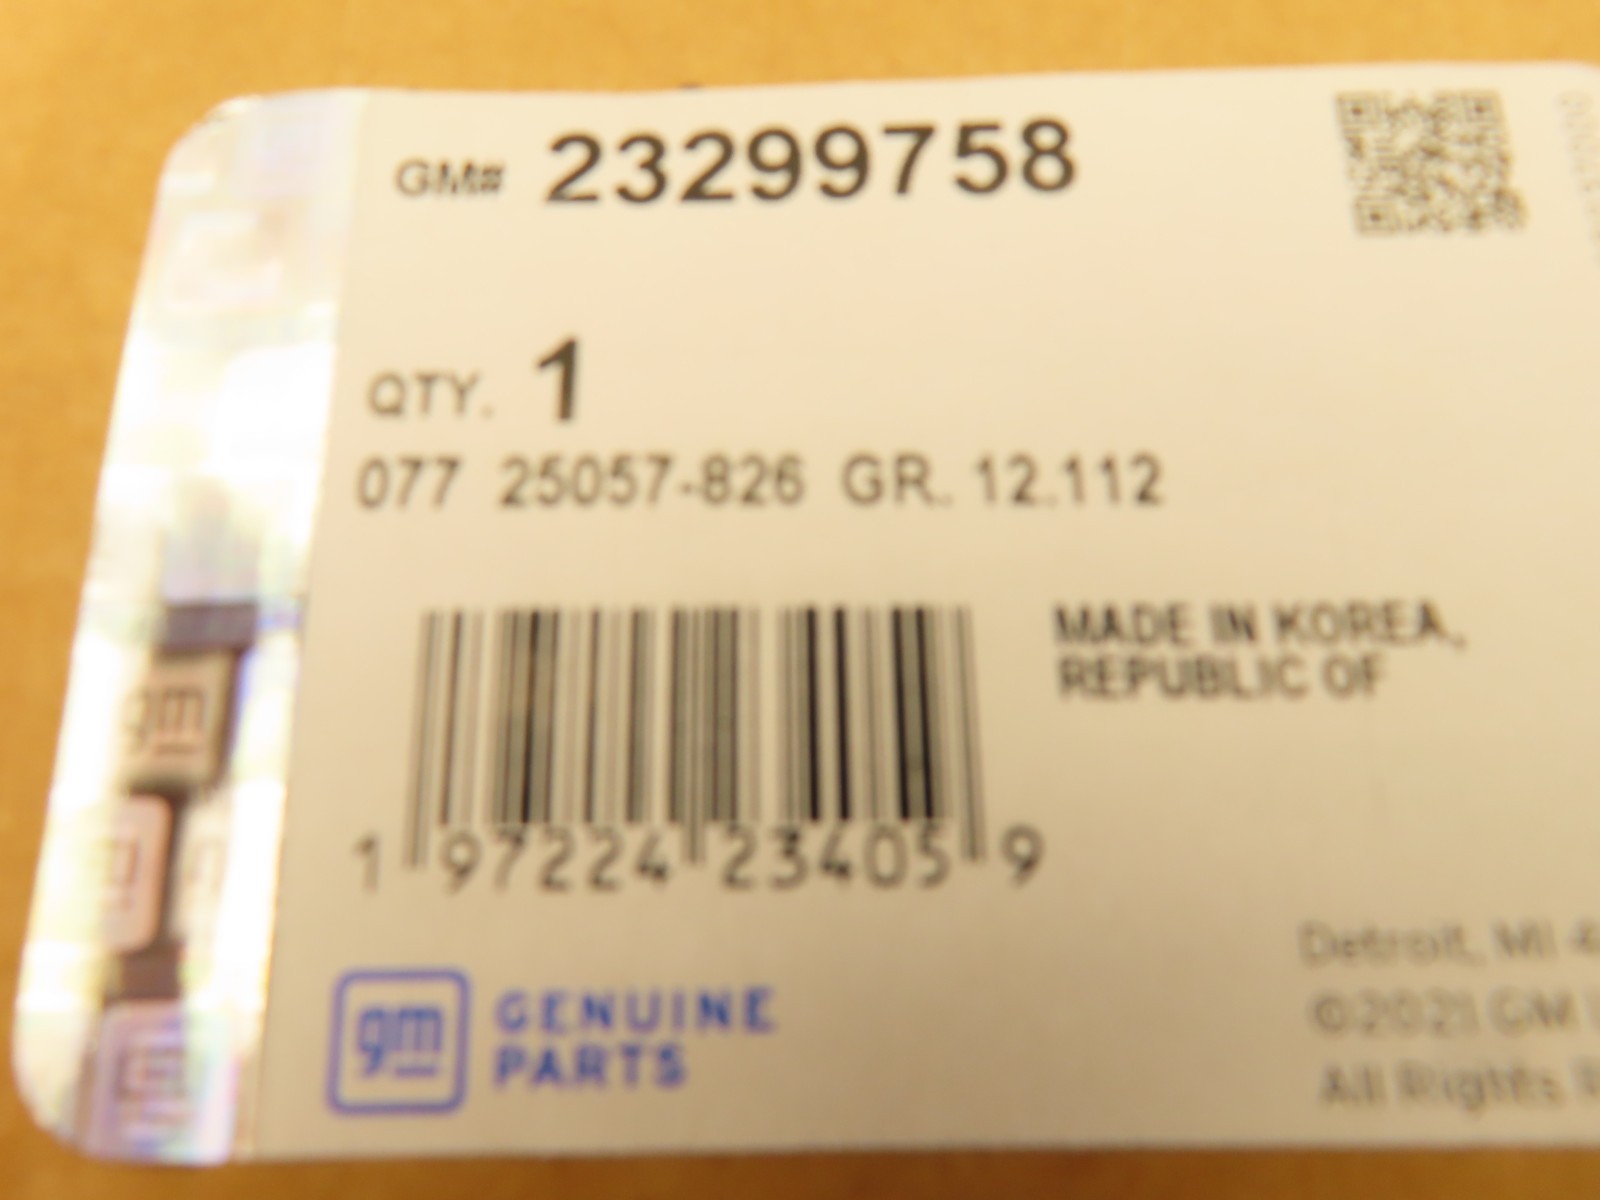 GM# 23299758
QTY. 1
077 25057-826 GR. 12.112
MADE IN KOREA,
REPUBLIC OF
1 97224 23405 9
gm GENUINE
PARTS
Detroit, MI
©2021 GM
All Rights
gm